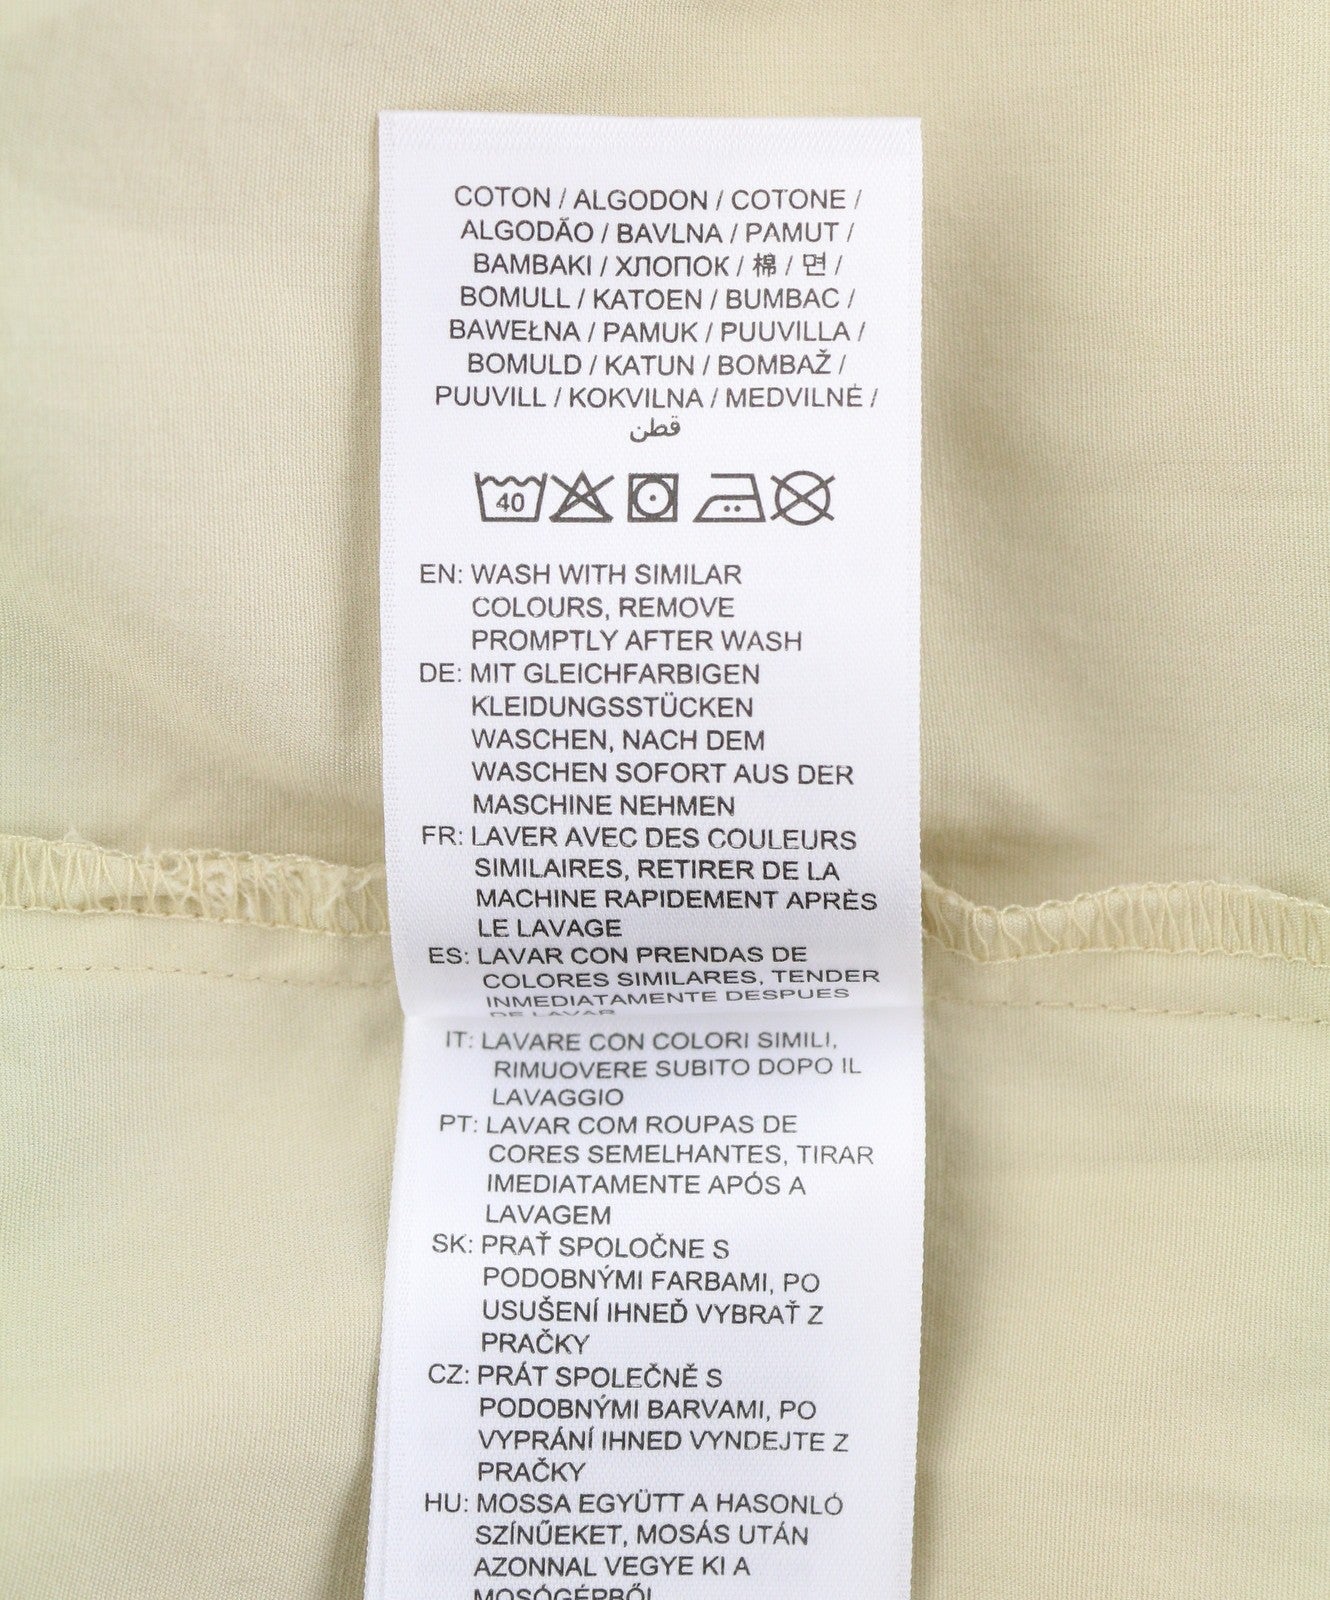 COTON / ALGODON / COTONE /
ALGODÃO / BAVLNA / PAMUT /
BAMBAKI / ХЛОПОК / 棉 / 면 /
BOMULL / KATOEN / BUMBAC /
BAWEŁNA / PAMUK / PUUVILLA /
BOMULD / KATUN / BOMBAŽ /
PUUVILL / KOKVILNA / MEDVILNĖ /
قطن
40
EN: WASH WITH SIMILAR
COLOURS, REMOVE
PROMPTLY AFTER WASH
DE: MIT GLEICHFARBIGEN
KLEIDUNGSSTÜCKEN
WASCHEN, NACH DEM
WASCHEN SOFORT AUS DER
MASCHINE NEHMEN
FR: LAVER AVEC DES COULEURS
SIMILAIRES, RETIRER DE LA
MACHINE RAPIDEMENT APRÈS
LE LAVAGE
ES: LAVAR CON PRENDAS DE
COLORES SIMILARES, TENDER
INMEDIATAMENTE DESPUES
DE LAVAR
IT: LAVARE CON COLORI SIMILI,
RIMUOVERE SUBITO DOPO IL
LAVAGGIO
PT: LAVAR COM ROUPAS DE
CORES SEMELHANTES, TIRAR
IMEDIATAMENTE APÓS A
LAVAGEM
SK: PRAŤ SPOLOČNE S
PODOBNÝMI FARBAMI, PO
USUŠENÍ IHNEĎ VYBRAŤ Z
PRAČKY
CZ: PRÁT SPOLEČNĚ S
PODOBNÝMI BARVAMI, PO
VYPRÁNÍ IHNED VYNDEJTE Z
PRAČKY
HU: MOSSA EGYÜTT A HASONLÓ
SZÍNŰEKET, MOSÁS UTÁN
AZONNAL VEGYE KI A
MOSÓGÉPBŐL